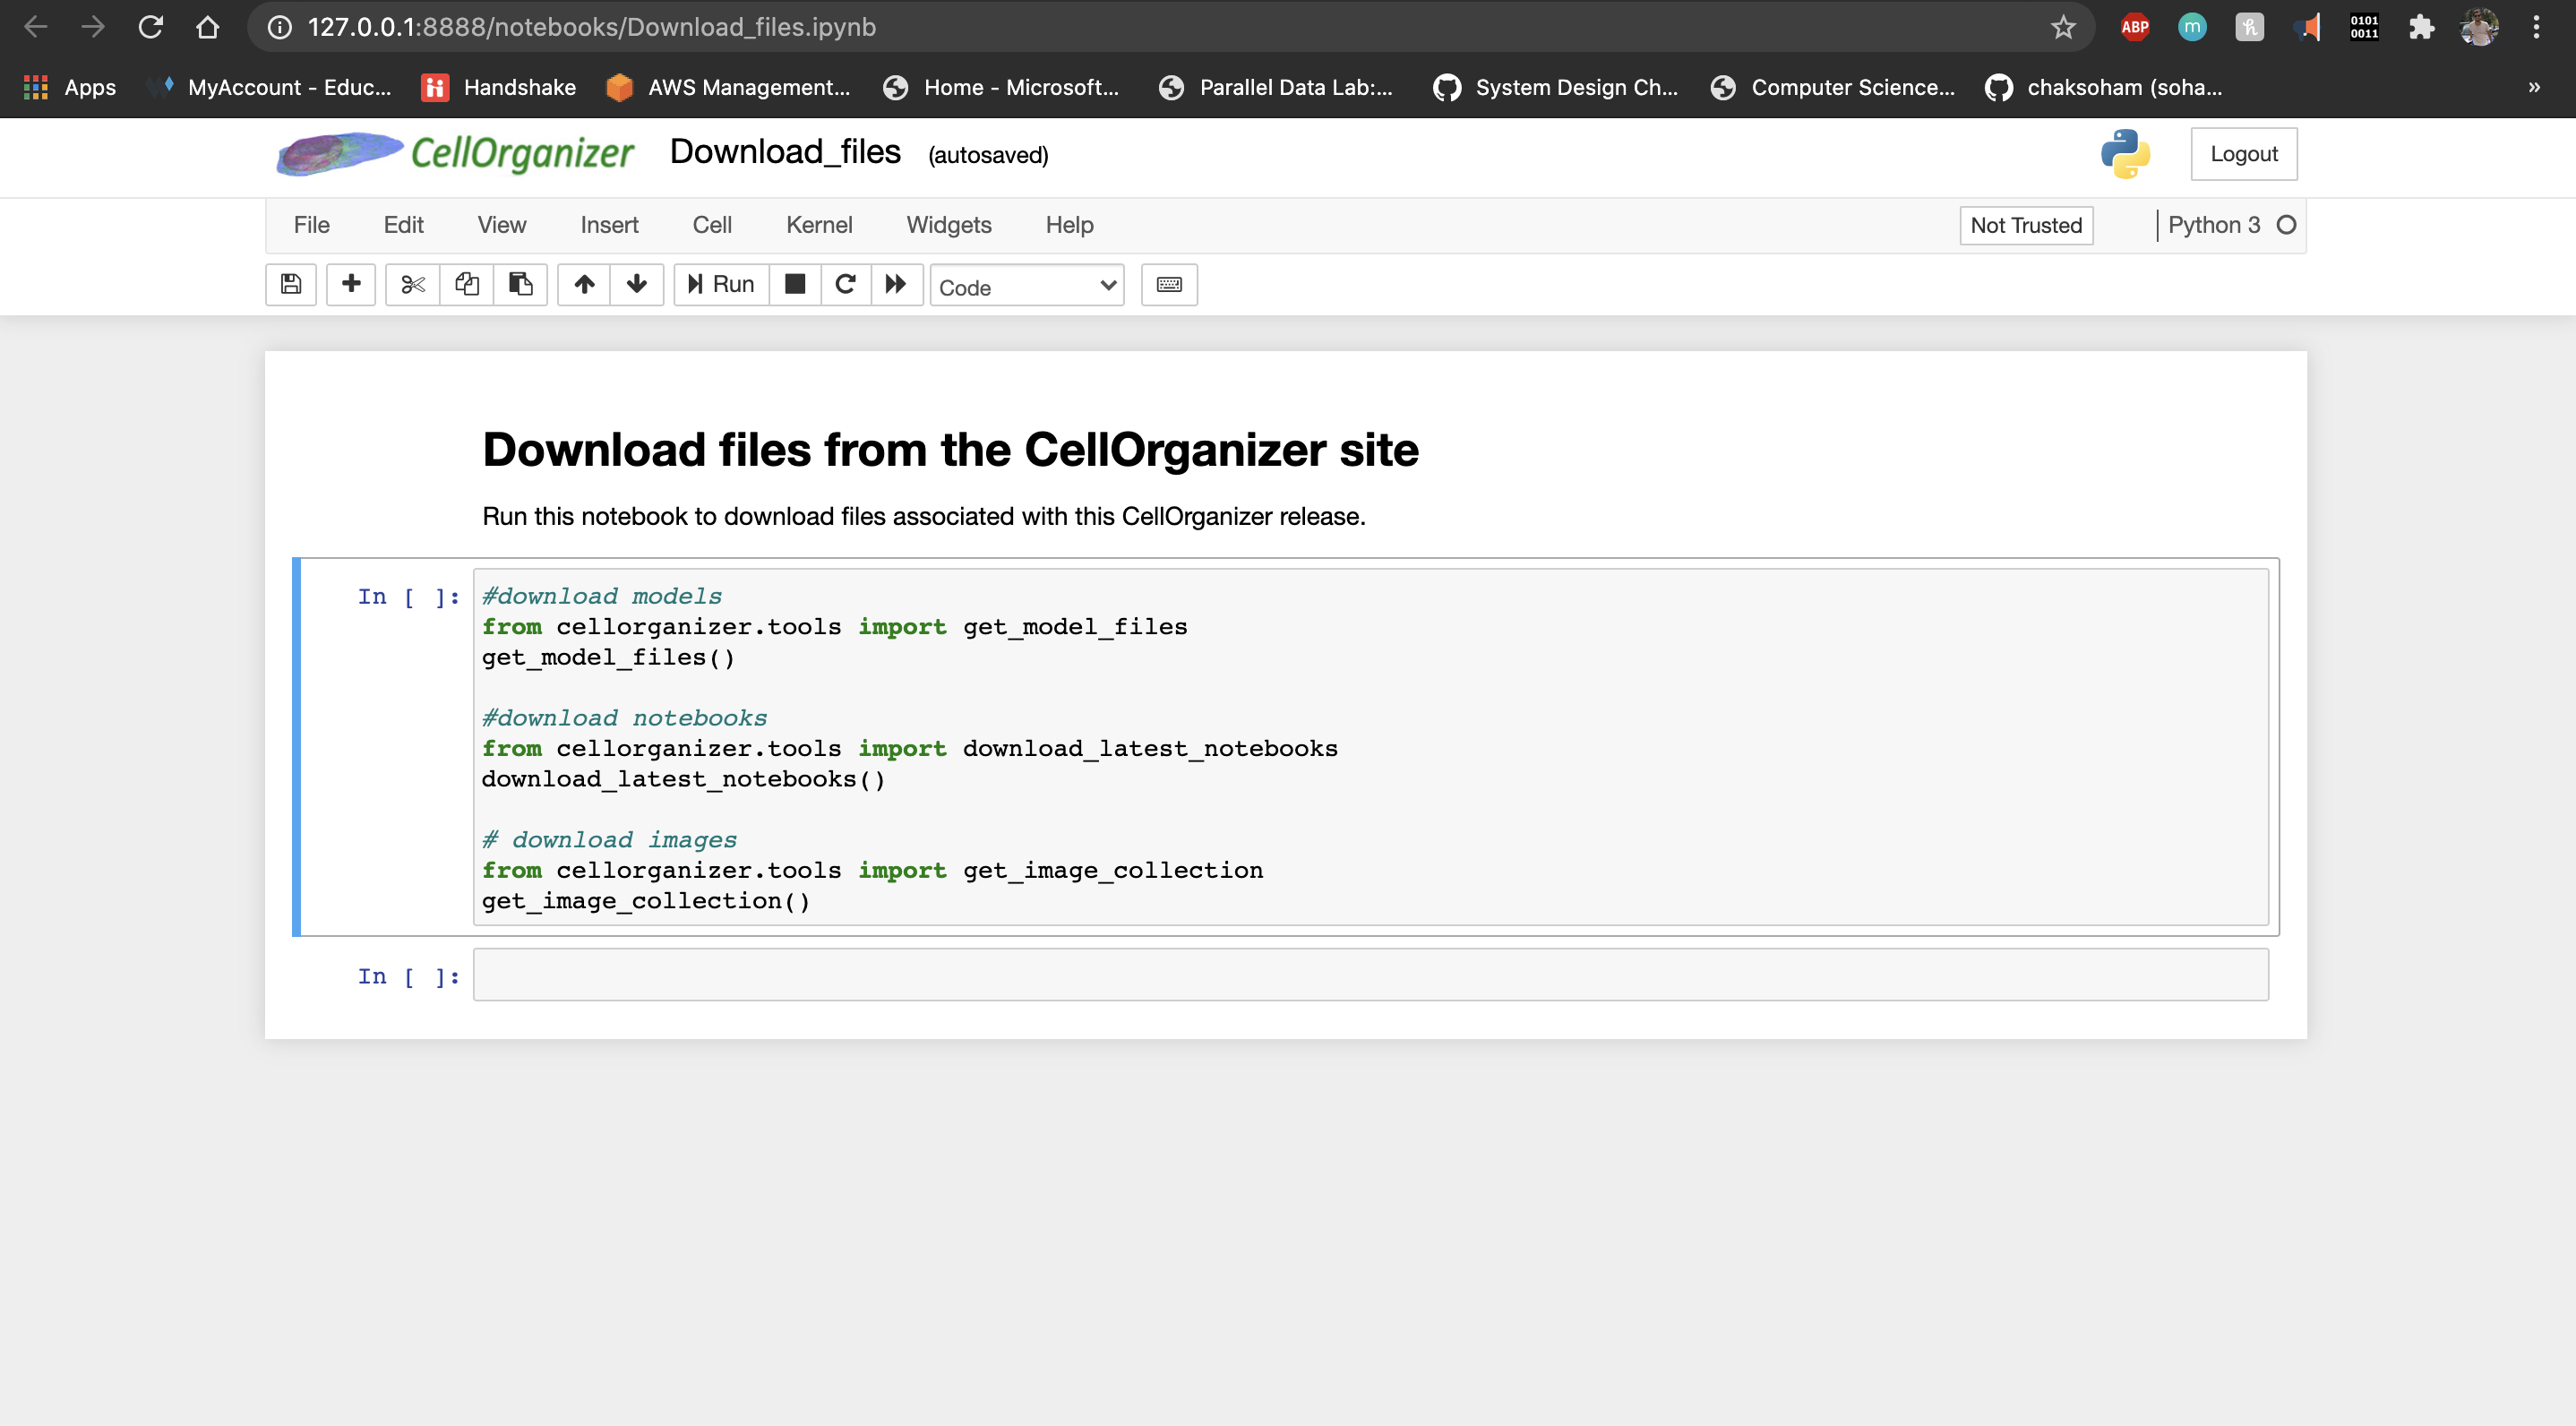 127.0.0.1:8888/notebooks/Download_files.ipynb
ABP
m
h
0101
0011
Apps
MyAccount - Educ...
Handshake
AWS Management...
Home - Microsoft...
Parallel Data Lab:...
System Design Ch...
Computer Science...
chaksoham (soha...
»
CellOrganizer
Download_files (autosaved)
Logout
File Edit View Insert Cell Kernel Widgets Help
Not Trusted
Python 3
Run
Code
Download files from the CellOrganizer site
Run this notebook to download files associated with this CellOrganizer release.
In [ ]:
#download models
from cellorganizer.tools import get_model_files
get_model_files()
#download notebooks
from cellorganizer.tools import download_latest_notebooks
download_latest_notebooks()
# download images
from cellorganizer.tools import get_image_collection
get_image_collection()
In [ ]: